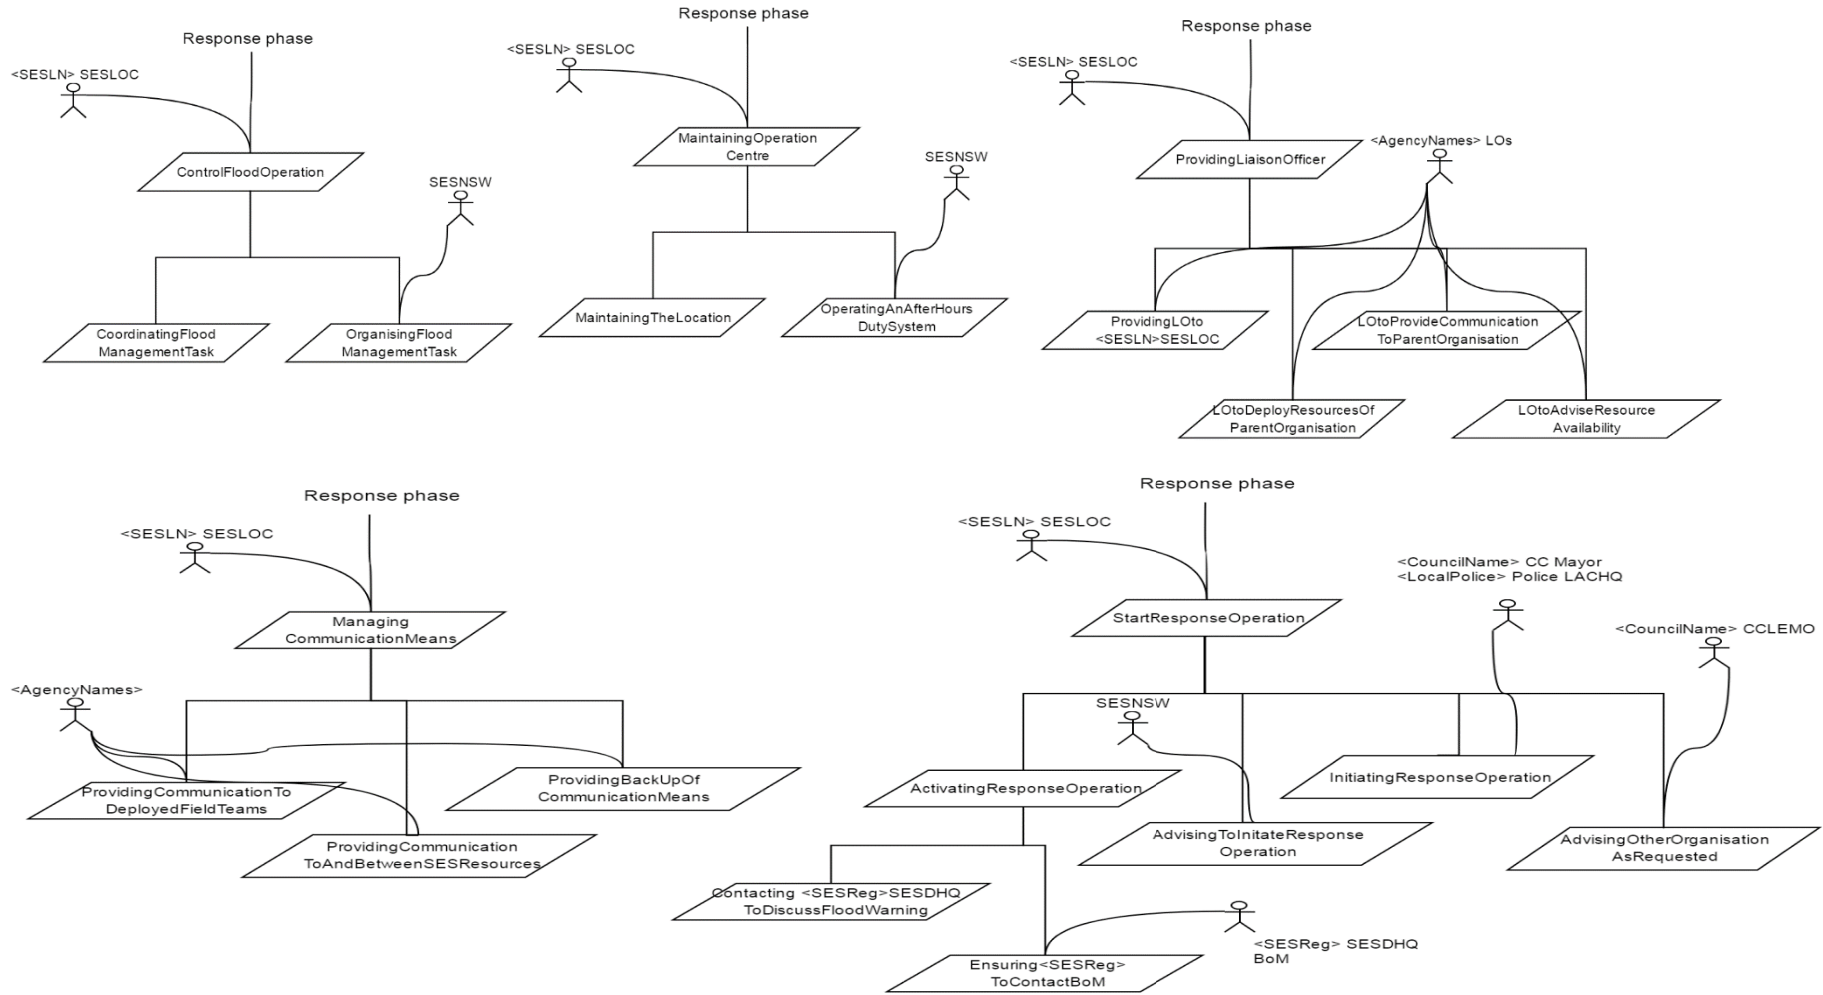 Response phase
<SESLN> SESLOC
ControlFloodOperation
SESNSW
CoordinatingFlood
ManagementTask
OrganisingFlood
ManagementTask
Response phase
<SESLN> SESLOC
MaintainingOperation
Centre
SESNSW
MaintainingTheLocation
OperatingAnAfterHours
DutySystem
Response phase
<SESLN> SESLOC
ProvidingLiaisonOfficer
<AgencyNames> LOs
ProvidingLOto
<SESLN>SESLOC
LOtoProvideCommunication
ToParentOrganisation
LOtoDeployResourcesOf
ParentOrganisation
LOtoAdviseResource
Availability
Response phase
<SESLN> SESLOC
Managing
CommunicationMeans
<AgencyNames>
ProvidingCommunicationTo
DeployedFieldTeams
ProvidingBackUpOf
CommunicationMeans
ProvidingCommunication
ToAndBetweenSESResources
Response phase
<SESLN> SESLOC
StartResponseOperation
<CouncilName> CC Mayor
<LocalPolice> Police LACHQ
<CouncilName> CCLEMO
SESNSW
ActivatingResponseOperation
InitiatingResponseOperation
AdvisingToInitateResponse
Operation
AdvisingOtherOrganisation
AsRequested
Contacting <SESReg>SESDHQ
ToDiscussFloodWarning
Ensuring<SESReg>
ToContactBoM
<SESReg> SESDHQ
BoM